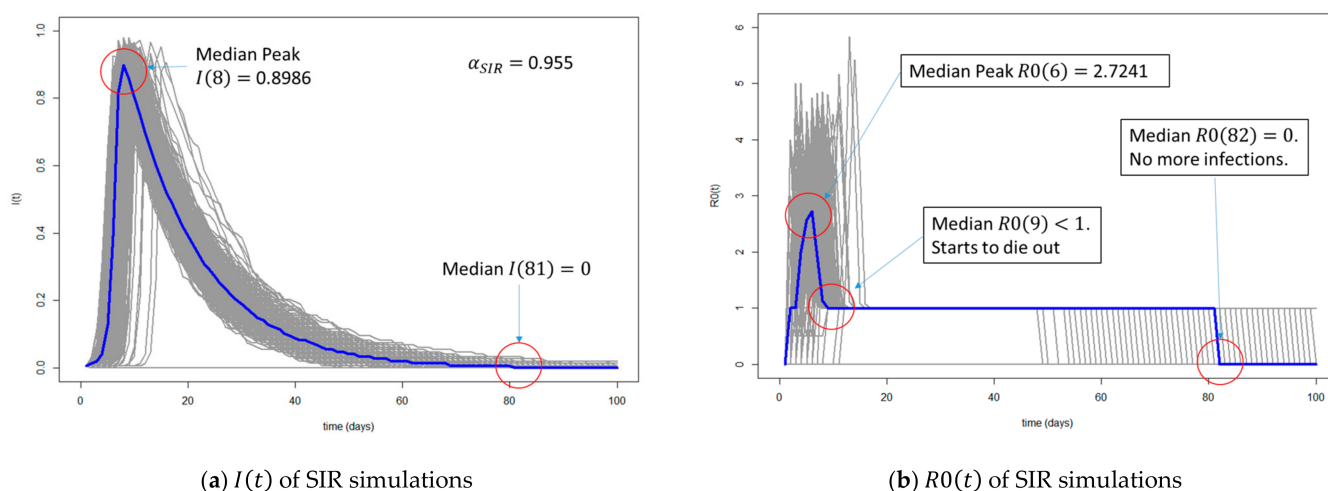 Median Peak
I(8) = 0.8986
α_SIR = 0.955
Median I(81) = 0
I(t)
1.0
0.8
0.6
0.4
0.2
0.0
0 20 40 60 80 100
time (days)
(a) I(t) of SIR simulations
Median Peak R0(6) = 2.7241
Median R0(82) = 0.
No more infections.
Median R0(9) < 1.
Starts to die out
R0(t)
6
5
4
3
2
1
0
0 20 40 60 80 100
time (days)
(b) R0(t) of SIR simulations